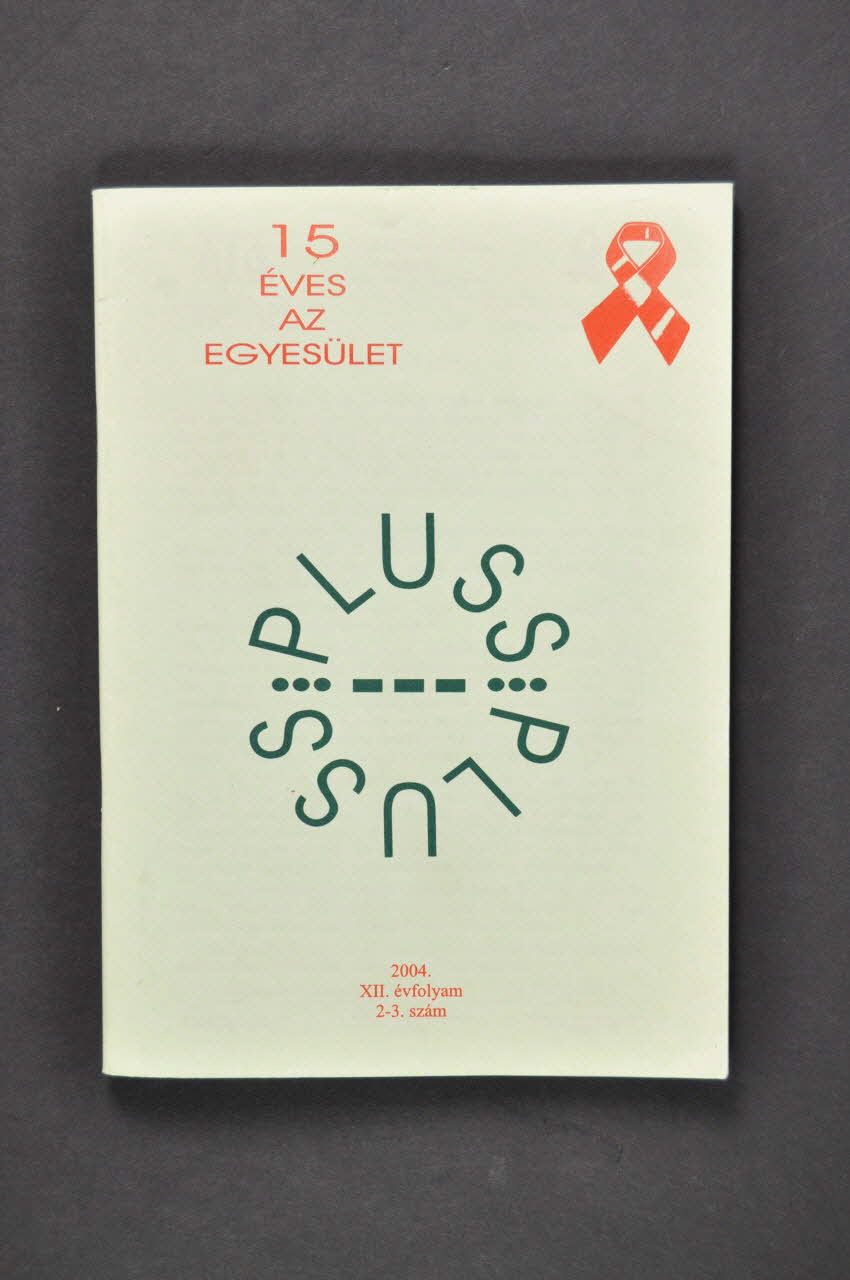 15
ÉVES
AZ
EGYESÜLET
PLUSS
••• --- •••
PLUSS
2004.
XII. évfolyam
2-3. szám